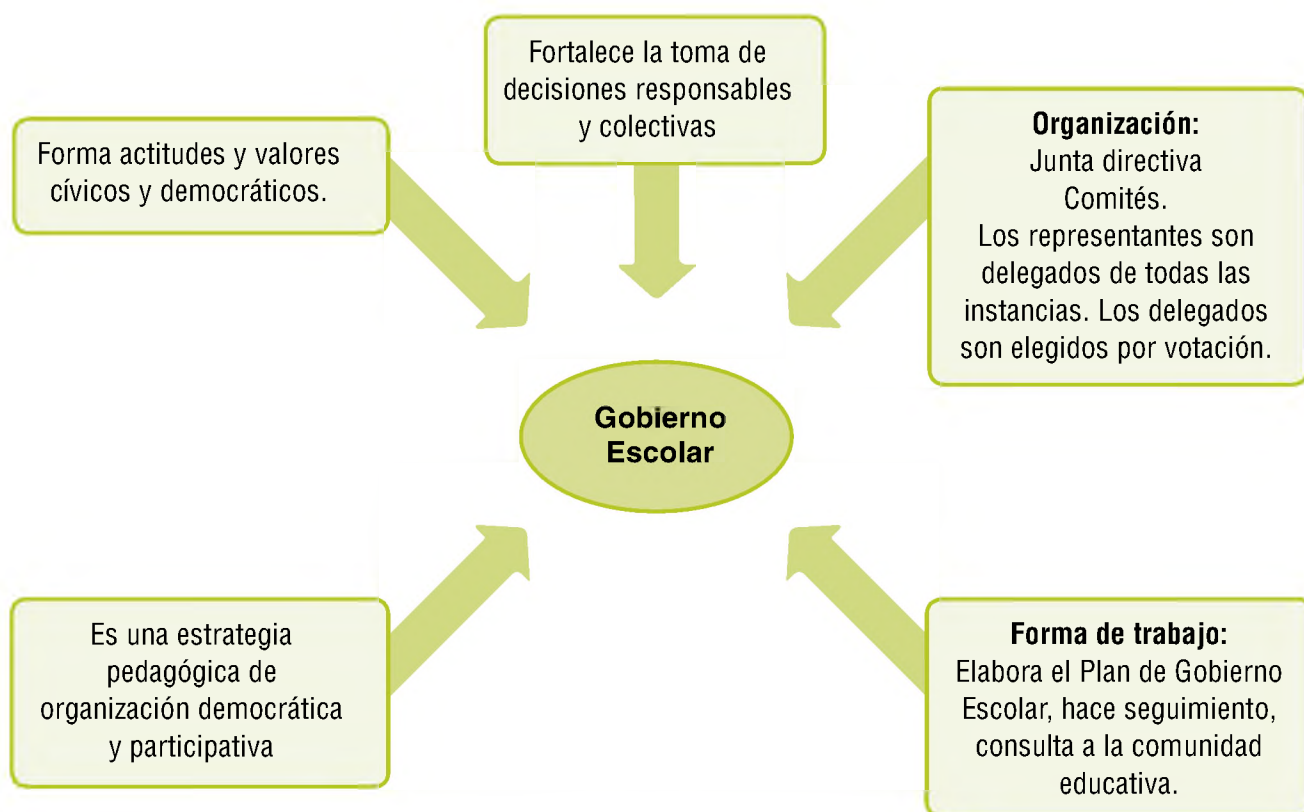 Fortalece la toma de
decisiones responsables
y colectivas
Forma actitudes y valores
cívicos y democráticos.
Organización:
Junta directiva
Comités.
Los representantes son
delegados de todas las
instancias. Los delegados
son elegidos por votación.
Gobierno
Escolar
Es una estrategia
pedagógica de
organización democrática
y participativa
Forma de trabajo:
Elabora el Plan de Gobierno
Escolar, hace seguimiento,
consulta a la comunidad
educativa.